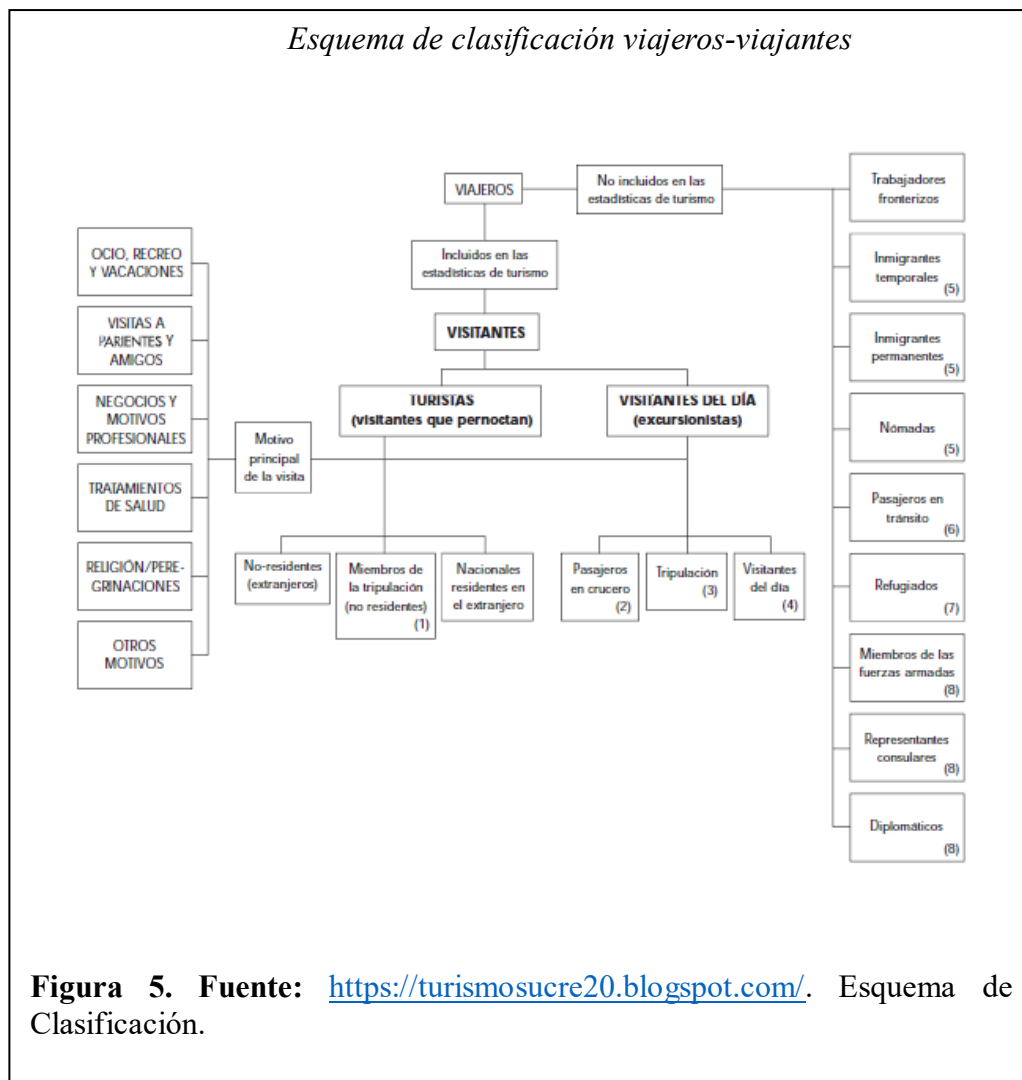 Esquema de clasificación viajeros-viajantes
VIAJEROS
No incluidos en las
estadísticas de turismo
Incluidos en las
estadísticas de turismo
VISITANTES
TURISTAS
(visitantes que pernoctan)
VISITANTES DEL DÍA
(excursionistas)
Motivo
principal
de la visita
OCIO, RECREO
Y VACACIONES
VISITAS A
PARIENTES Y
AMIGOS
NEGOCIOS Y
MOTIVOS
PROFESIONALES
TRATAMIENTOS
DE SALUD
RELIGIÓN/PERE-
GRINACIONES
OTROS
MOTIVOS
No-residentes
(extranjeros)
Miembros de
la tripulación
(no residentes)
(1)
Nacionales
residentes en
el extranjero
Pasajeros
en crucero
(2)
Tripulación
(3)
Visitantes
del día
(4)
Trabajadores
fronterizos
Inmigrantes
temporales
(5)
Inmigrantes
permanentes
(5)
Nómadas
(5)
Pasajeros en
tránsito
(6)
Refugiados
(7)
Miembros de las
fuerzas armadas
(8)
Representantes
consulares
(8)
Diplomáticos
(8)
Figura 5. Fuente: https://turismosucre20.blogspot.com/. Esquema de
Clasificación.